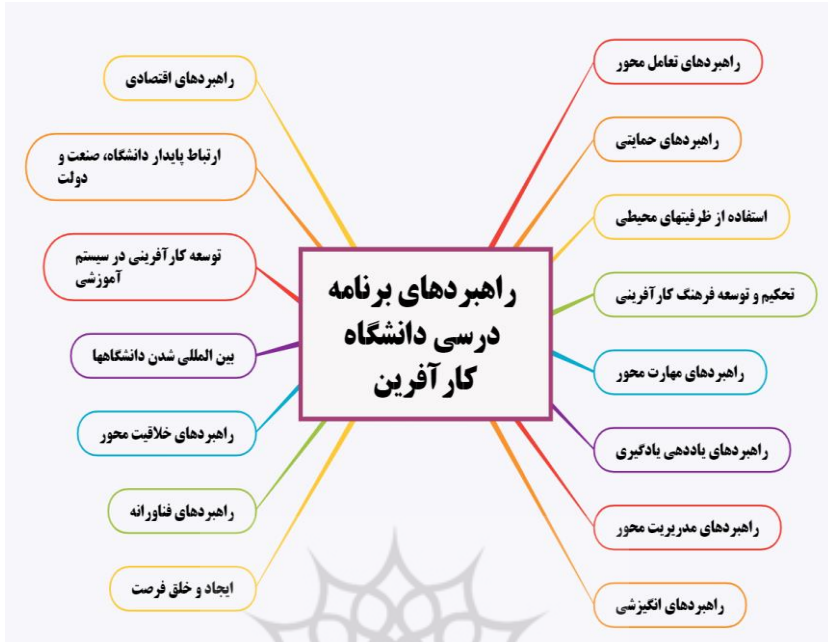 راهبردهای برنامه
درسی دانشگاه
کارآفرین
راهبردهای تعامل محور
راهبردهای حمایتی
استفاده از ظرفیتهای محیطی
تحکیم و توسعه فرهنگ کارآفرینی
راهبردهای مهارت محور
راهبردهای یاددهی یادگیری
راهبردهای مدریریت محور
راهبردهای انگیزشی
راهبردهای اقتصادی
ارتباط پایدار دانشگاه، صنعت و
دولت
توسعه کارآفرینی در سیستم
آموزشی
بین المللی شدن دانشگاهها
راهبردهای خلاقیت محور
راهبردهای فناورانه
ایجاد و خلق فرصت